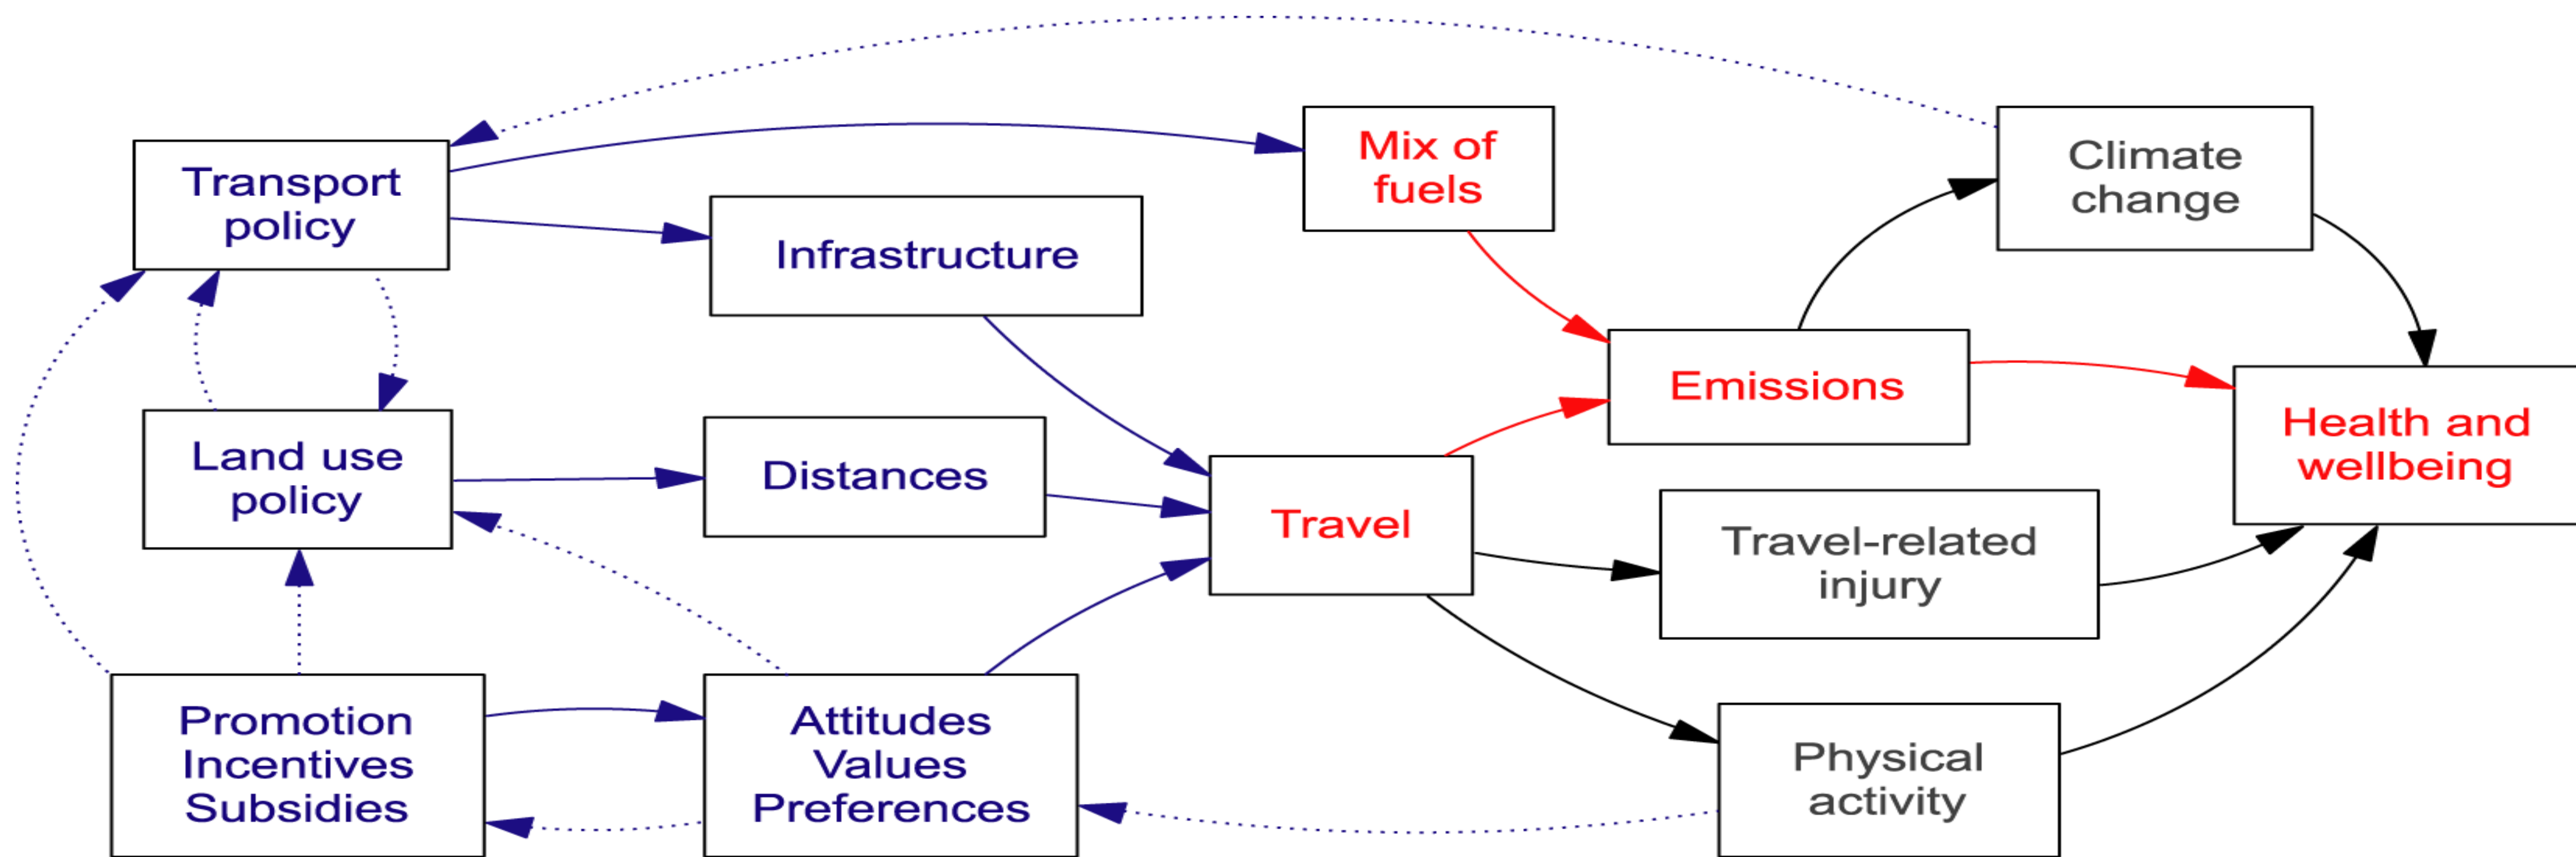 Transport
policy
Mix of
fuels
Climate
change
Infrastructure
Emissions
Health and
wellbeing
Land use
policy
Distances
Travel
Travel-related
injury
Promotion
Incentives
Subsidies
Attitudes
Values
Preferences
Physical
activity